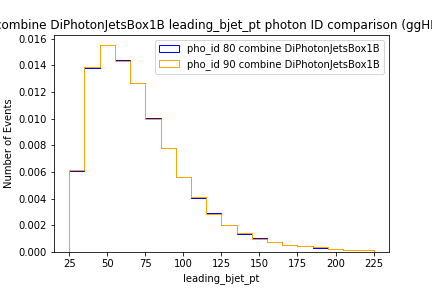 combine DiPhotonJetsBox1B leading_bjet_pt photon ID comparison (ggH
0.016
0.014
0.012
0.010
0.008
0.006
0.004
0.002
0.000
Number of Events
pho_id 80 combine DiPhotonJetsBox1B
pho_id 90 combine DiPhotonJetsBox1B
25 50 75 100 125 150 175 200 225
leading_bjet_pt